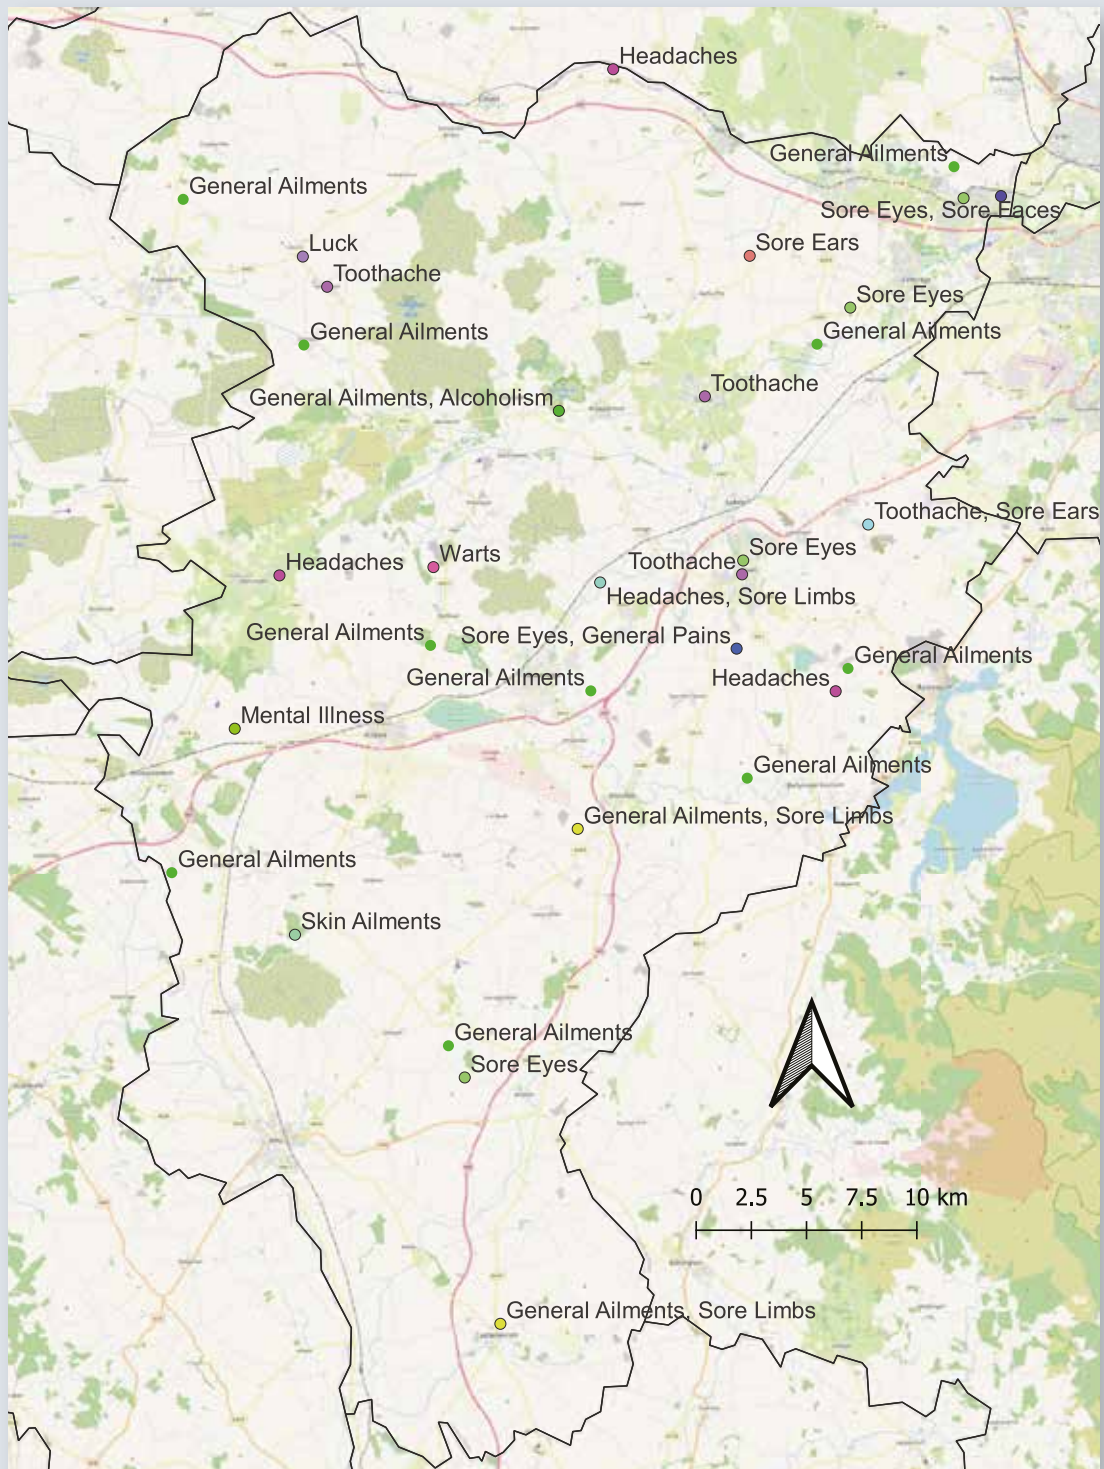 Headaches
General Ailments
General Ailments
Sore Eyes, Sore Faces
Luck
Sore Ears
Toothache
Sore Eyes
General Ailments
General Ailments
Toothache
General Ailments, Alcoholism
Toothache, Sore Ears
Sore Eyes
Warts
Headaches
Toothache
Headaches, Sore Limbs
General Ailments
Sore Eyes, General Pains
General Ailments
General Ailments
Headaches
Mental Illness
General Ailments
General Ailments, Sore Limbs
General Ailments
Skin Ailments
General Ailments
Sore Eyes
0 2.5 5 7.5 10 km
General Ailments, Sore Limbs